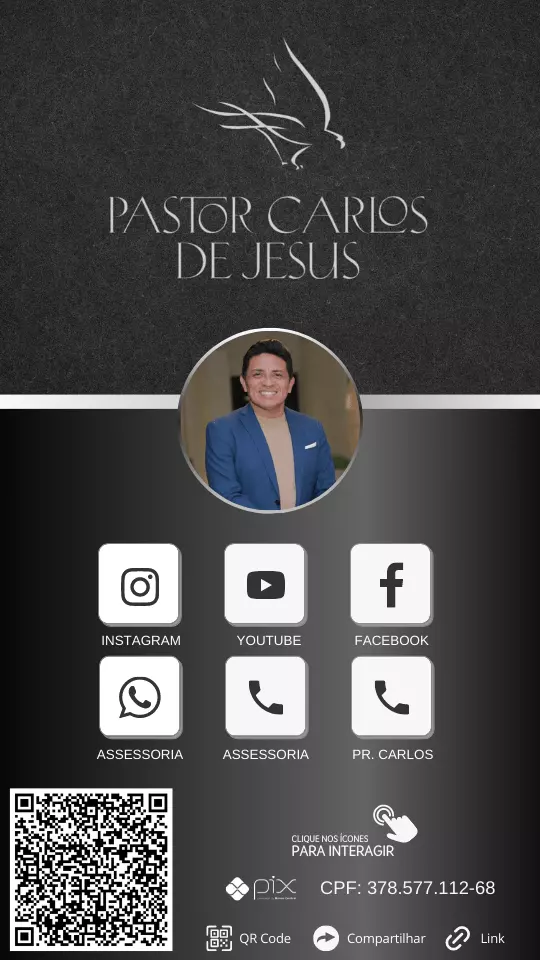 PASTOR CARLOS
DE JESUS
INSTAGRAM
YOUTUBE
FACEBOOK
ASSESSORIA
ASSESSORIA
PR. CARLOS
CLIQUE NOS ÍCONES
PARA INTERAGIR
pix
CPF: 378.577.112-68
QR Code
Compartilhar
Link